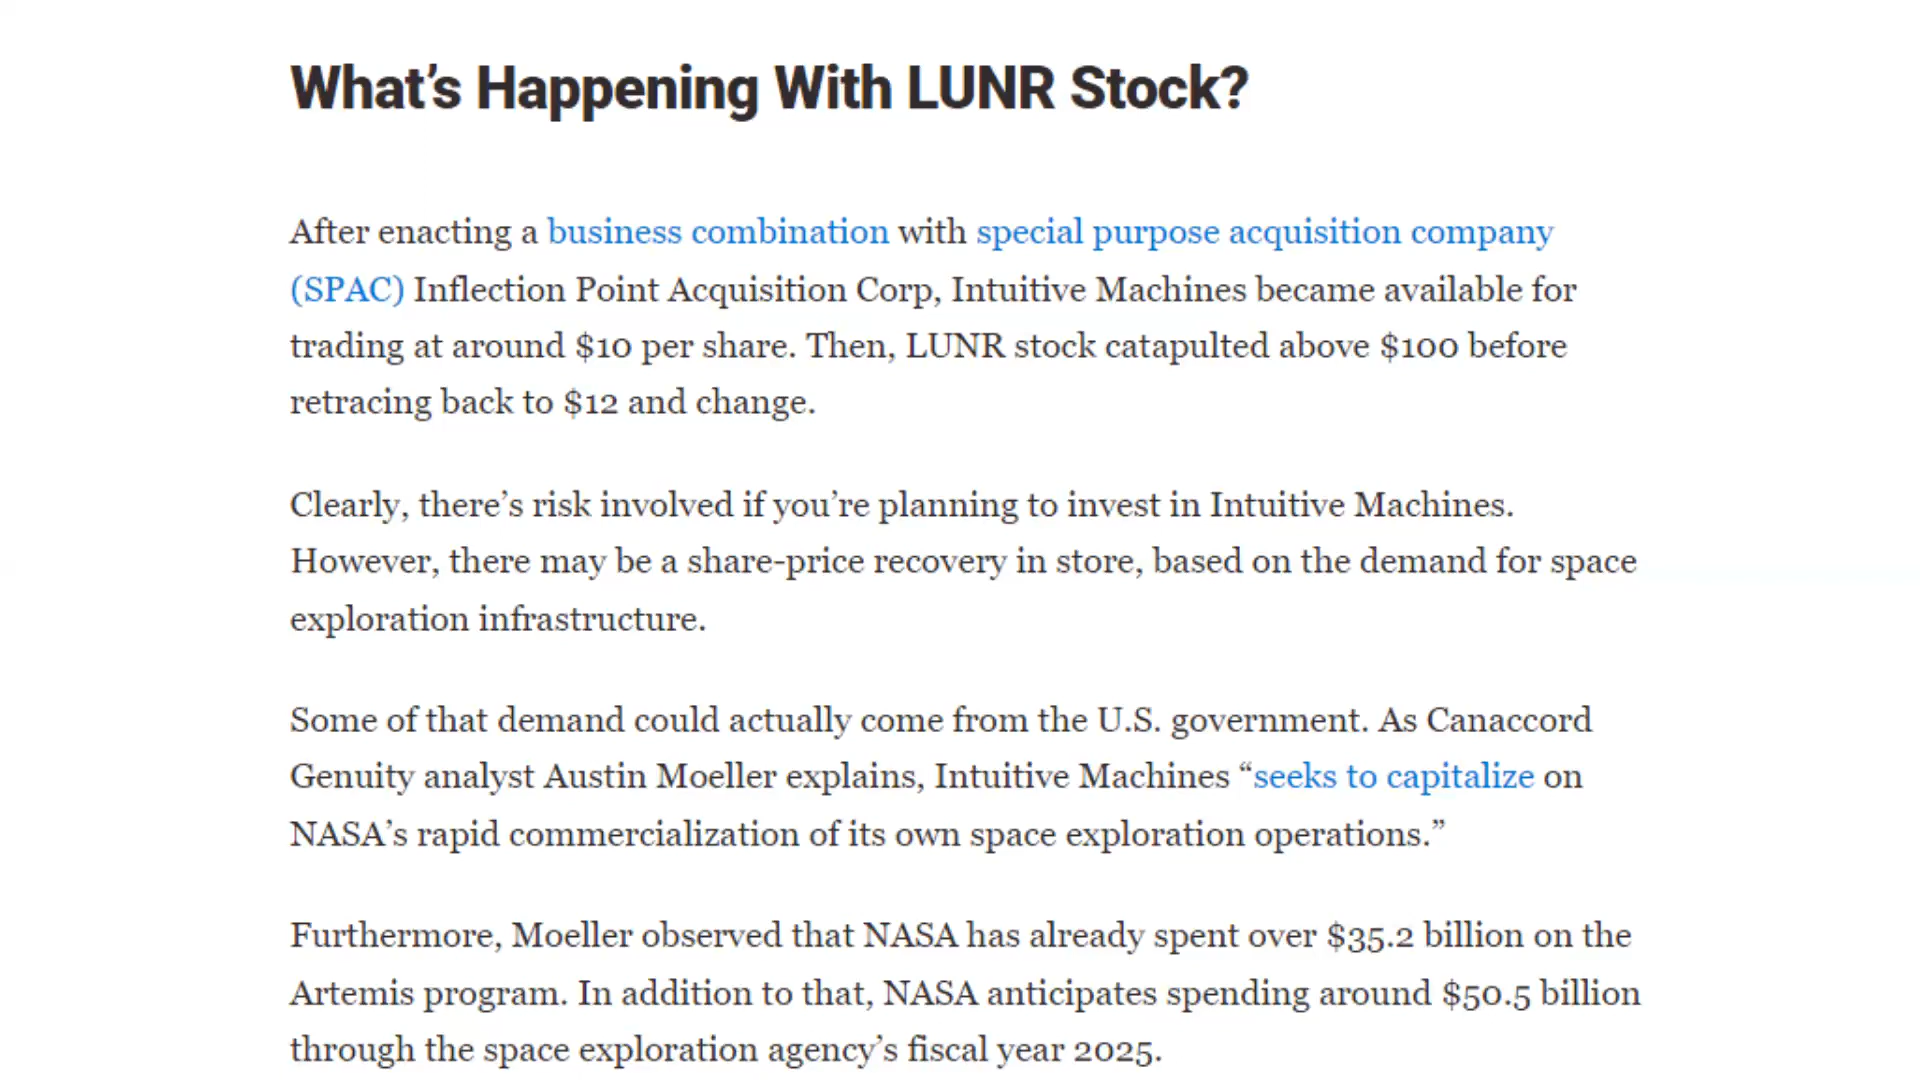 What’s Happening With LUNR Stock?
After enacting a business combination with special purpose acquisition company
(SPAC) Inflection Point Acquisition Corp, Intuitive Machines became available for
trading at around $10 per share. Then, LUNR stock catapulted above $100 before
retracing back to $12 and change.
Clearly, there’s risk involved if you’re planning to invest in Intuitive Machines.
However, there may be a share-price recovery in store, based on the demand for space
exploration infrastructure.
Some of that demand could actually come from the U.S. government. As Canaccord
Genuity analyst Austin Moeller explains, Intuitive Machines “seeks to capitalize on
NASA’s rapid commercialization of its own space exploration operations.”
Furthermore, Moeller observed that NASA has already spent over $35.2 billion on the
Artemis program. In addition to that, NASA anticipates spending around $50.5 billion
through the space exploration agency’s fiscal year 2025.